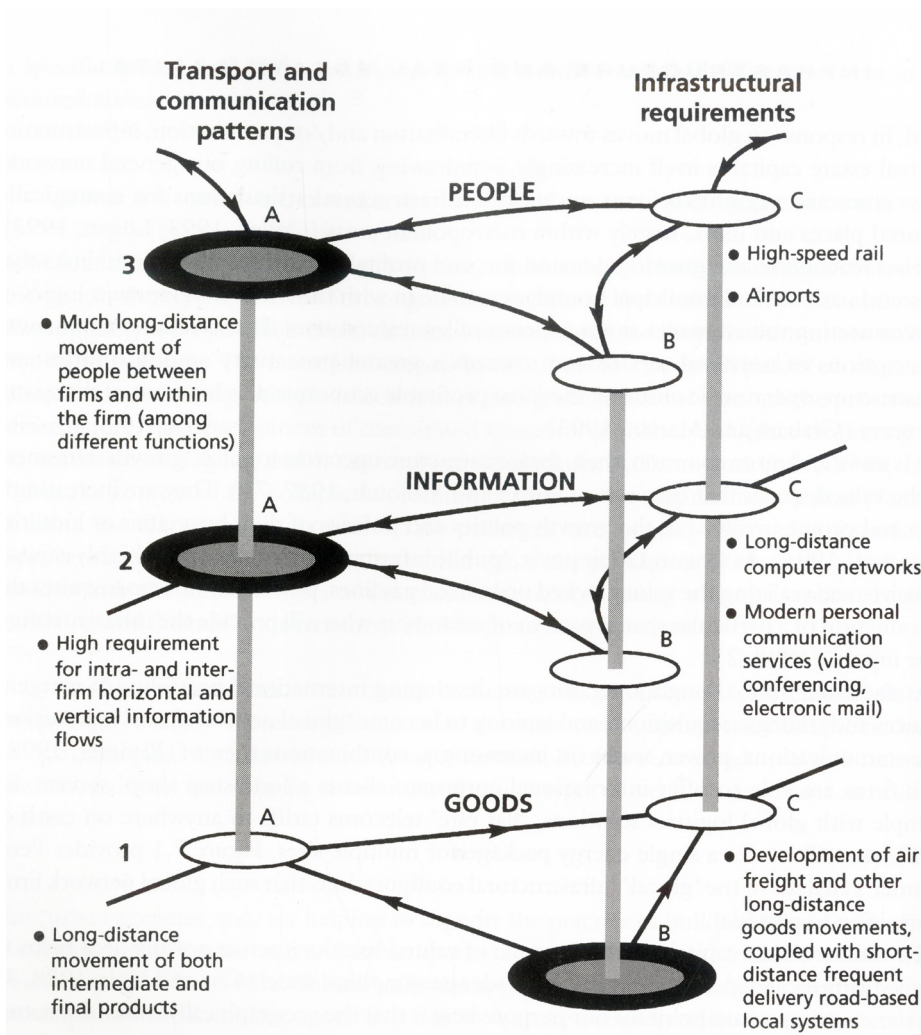 Transport and
communication
patterns
Infrastructural
requirements
A
PEOPLE
C
3
• High-speed rail
• Airports
• Much long-distance
movement of
people between
firms and within
the firm (among
different functions)
B
A
INFORMATION
C
2
• Long-distance
computer networks
• Modern personal
communication
services (video-
conferencing,
electronic mail)
• High requirement
for intra- and inter-
firm horizontal and
vertical information
flows
B
A
GOODS
C
1
• Development of air
freight and other
long-distance
goods movements,
coupled with short-
distance frequent
delivery road-based
local systems
• Long-distance
movement of both
intermediate and
final products
B